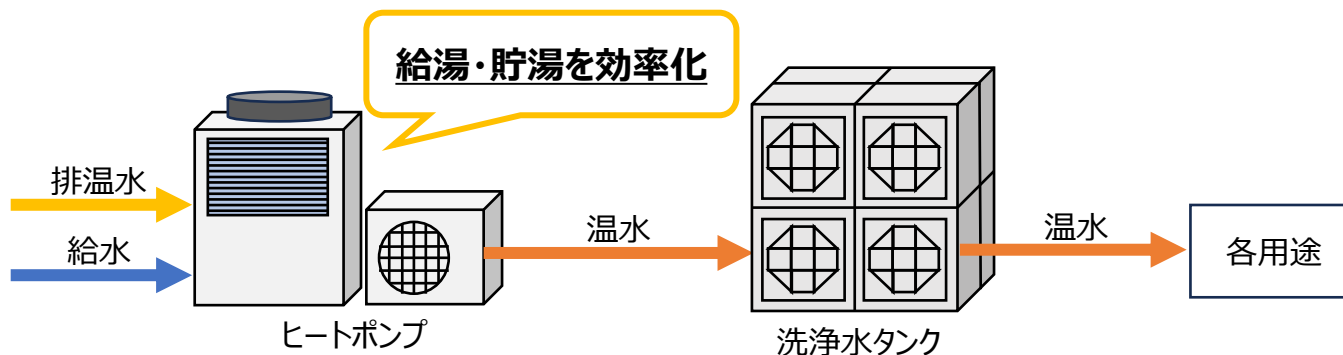 給湯・貯湯を効率化
排温水
給水
温水
温水
各用途
ヒートポンプ
洗浄水タンク